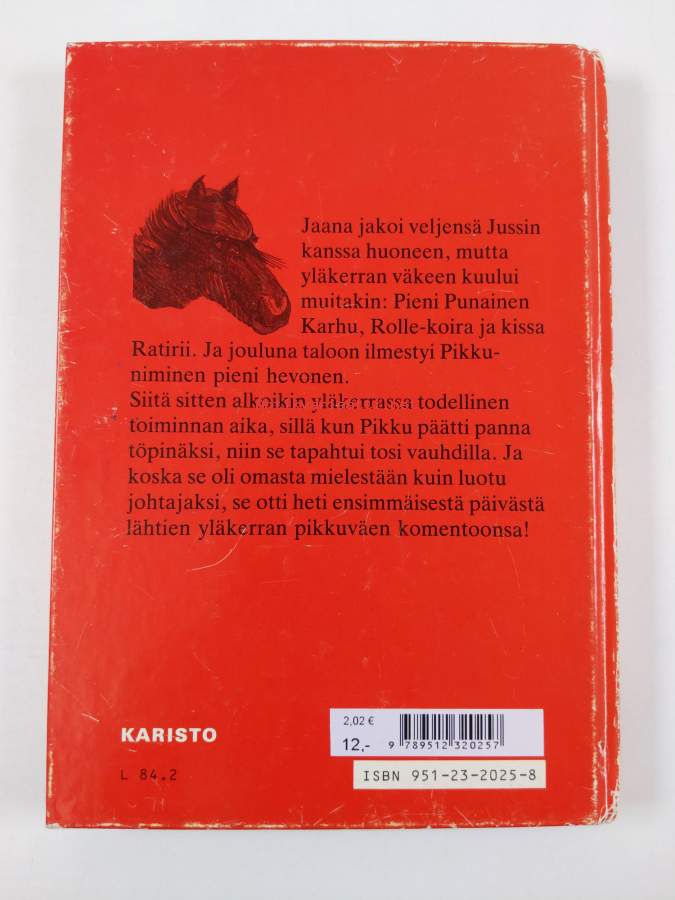 Jaana jakoi veljensä Jussin
kanssa huoneen, mutta
yläkerran väkeen kuului
muitakin: Pieni Punainen
Karhu, Rolle-koira ja kissa
Ratirii. Ja jouluna taloon ilmestyi Pikku-
niminen pieni hevonen.
Siitä sitten alkoikin yläkerrassa todellinen
toiminnan aika, sillä kun Pikku päätti panna
töpinäksi, niin se tapahtui tosi vauhdilla. Ja
koska se oli omasta mielestään kuin luotu
johtajaksi, se otti heti ensimmäisestä päivästä
lähtien yläkerran pikkuväen komentoonsa!
KARISTO
L 84.2
2,02 €
12,-
9 789512 320257
ISBN 951-23-2025-8